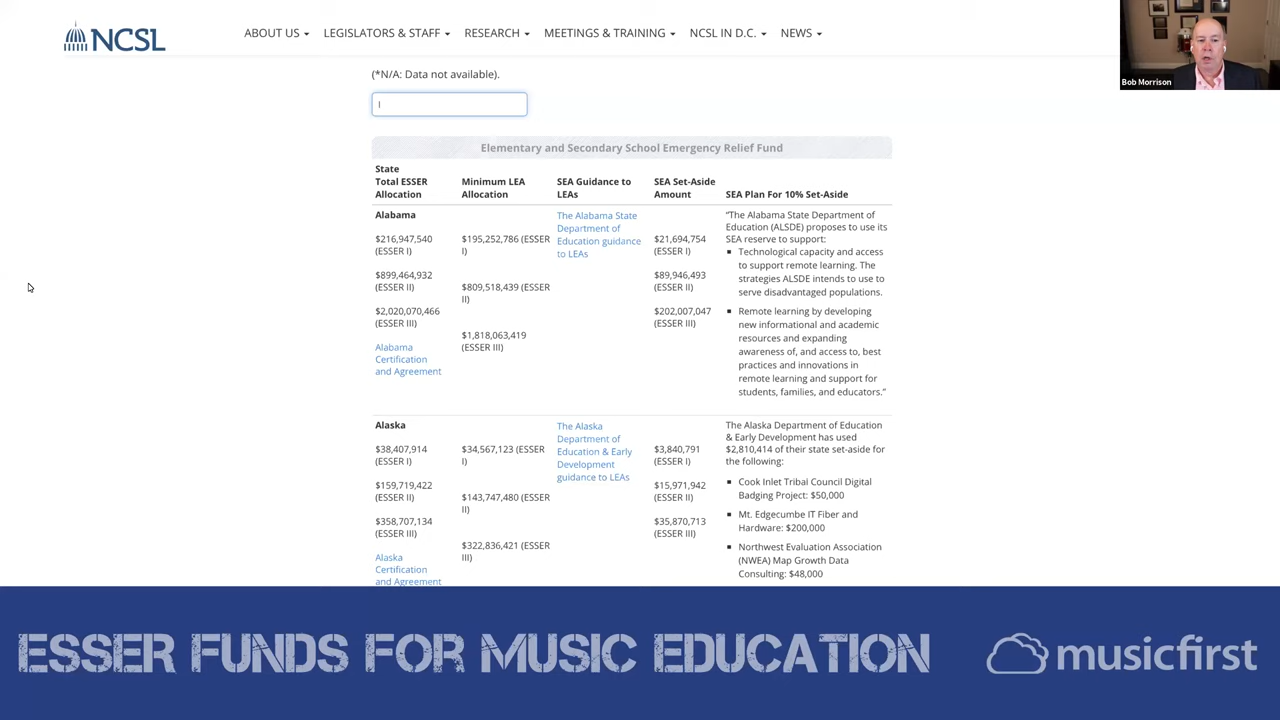 NCSL
ABOUT US LEGISLATORS & STAFF RESEARCH MEETINGS & TRAINING NCSL IN D.C. NEWS
Bob Morrison
(*N/A: Data not available).
Elementary and Secondary School Emergency Relief Fund
State
Total ESSER
Allocation
Minimum LEA
Allocation
SEA Guidance to
LEAs
SEA Set-Aside
Amount
SEA Plan For 10% Set-Aside
Alabama
$216,947,540
(ESSER I)
$899,464,932
(ESSER II)
$2,020,070,466
(ESSER III)
Alabama
Certification
and Agreement
$195,252,786 (ESSER
I)
$809,518,439 (ESSER
II)
$1,818,063,419
(ESSER III)
The Alabama State
Department of
Education guidance
to LEAs
$21,694,754
(ESSER I)
$89,946,493
(ESSER II)
$202,007,047
(ESSER III)
“The Alabama State Department of
Education (ALSDE) proposes to use its
SEA reserve to support:
Technological capacity and access
to support remote learning. The
strategies ALSDE intends to use to
serve disadvantaged populations.
Remote learning by developing
new informational and academic
resources and expanding
awareness of, and access to, best
practices and innovations in
remote learning and support for
students, families, and educators.”
Alaska
$38,407,914
(ESSER I)
$159,719,422
(ESSER II)
$358,707,134
(ESSER III)
Alaska
Certification
and Agreement
$34,567,123 (ESSER
I)
$143,747,480 (ESSER
II)
$322,836,421 (ESSER
III)
The Alaska
Department of
Education & Early
Development
guidance to LEAs
$3,840,791
(ESSER I)
$15,971,942
(ESSER II)
$35,870,713
(ESSER III)
The Alaska Department of Education
& Early Development has used
$2,810,414 of their state set-aside for
the following:
Cook Inlet Tribal Council Digital
Badging Project: $50,000
Mt. Edgecumbe IT Fiber and
Hardware: $200,000
Northwest Evaluation Association
(NWEA) Map Growth Data
Consulting: $48,000
ESSER FUNDS FOR MUSIC EDUCATION
musicfirst